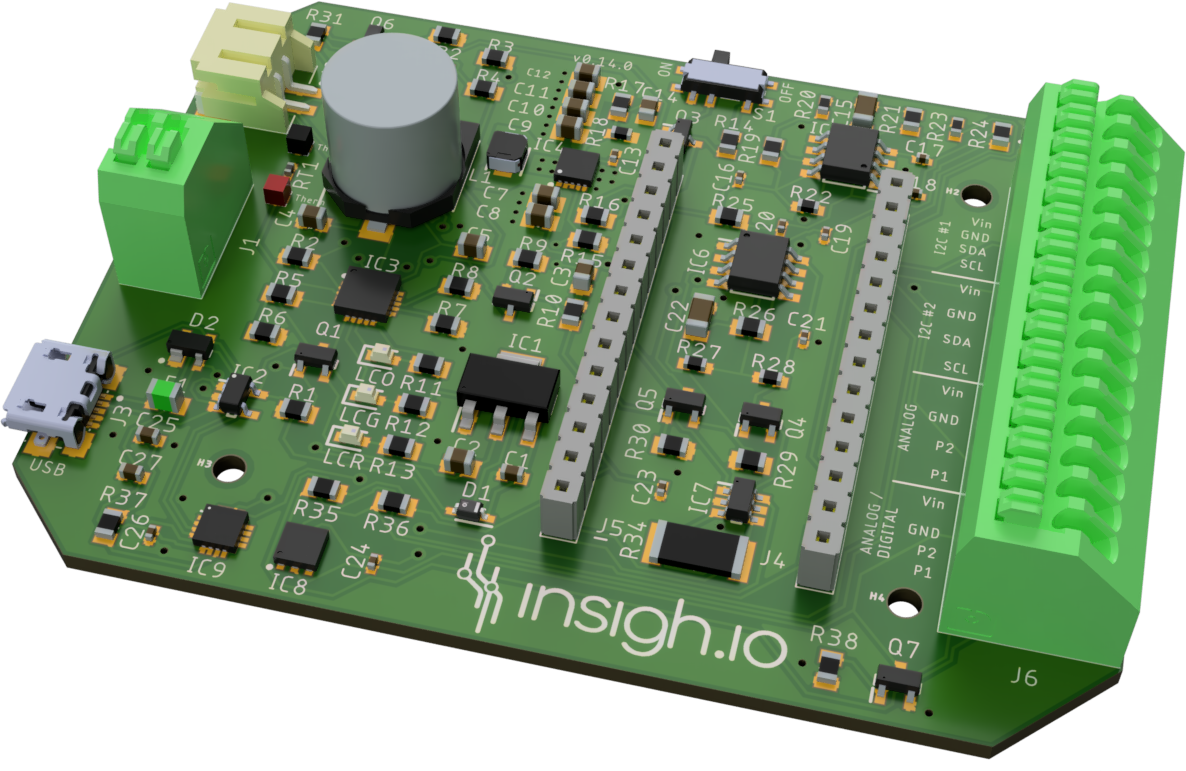 R31
Q6
R3
R4
C12
C11
C10
C9
v0.14.0
R17
C14
R18
C13
ON
OFF
S1
R14
R19
R20
C15
R21
R23
R24
C17
L1
C7
C8
R16
R15
R9
C5
R8
R7
Q2
R10
IC3
R2
R5
R6
C4
J1
C16
R25
R22
C19
IC6
C22
R26
C21
R27
R28
H2
I2C #1
Vin
GND
SDA
SCL
I2C #2
Vin
GND
SDA
SCL
ANALOG
Vin
GND
P2
P1
ANALOG /
DIGITAL
Vin
GND
P2
P1
D2
Q1
IC2
R1
LCO
LCG
LCR
R11
R12
R13
IC1
C2
C1
D1
Q5
Q4
R30
R29
C23
IC7
R34
J5
J4
J3
USB
C25
C27
H3
R37
C26
IC9
IC8
R35
R36
C24
insigh.io
H4
R38
Q7
J6